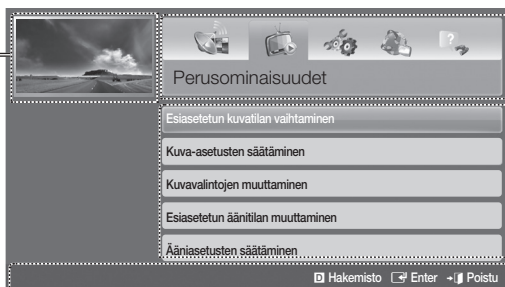 Perusominaisuudet
Esiasetetun kuvatilan vaihtaminen
Kuva-asetusten säätäminen
Kuvavalintojen muuttaminen
Esiasetetun äänitilan muuttaminen
Ääniasetusten säätäminen
D Hakemisto Enter Poistu